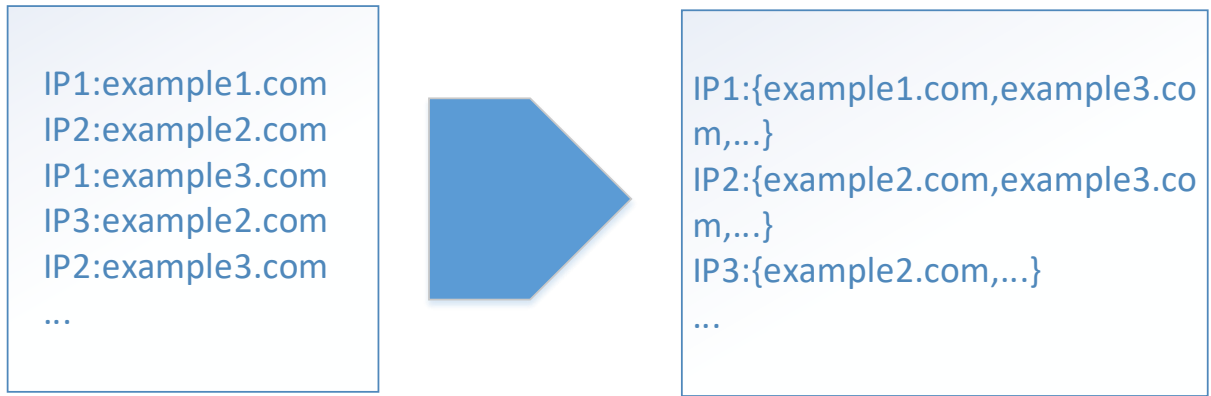 IP1:example1.com
IP2:example2.com
IP1:example3.com
IP3:example2.com
IP2:example3.com
...
IP1:{example1.com,example3.co
m,...}
IP2:{example2.com,example3.co
m,...}
IP3:{example2.com,...}
...